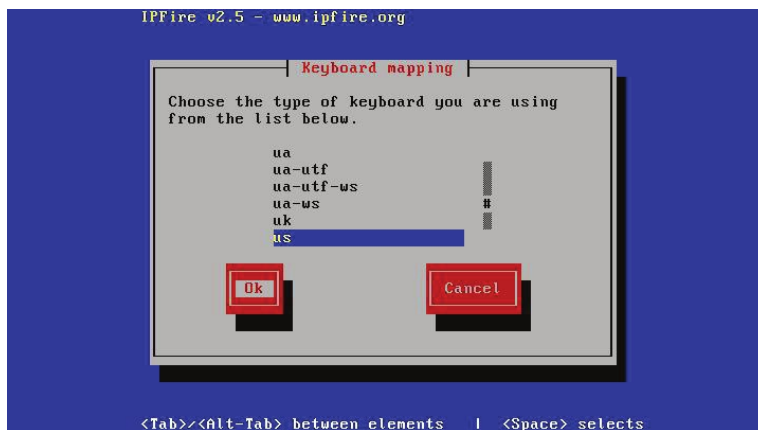 IPFire v2.5 - www.ipfire.org
Keyboard mapping
Choose the type of keyboard you are using
from the list below.
ua
ua-utf
ua-utf-ws
ua-ws
#
uk
us
Ok
Cancel
<Tab>/<Alt-Tab> between elements | <Space> selects